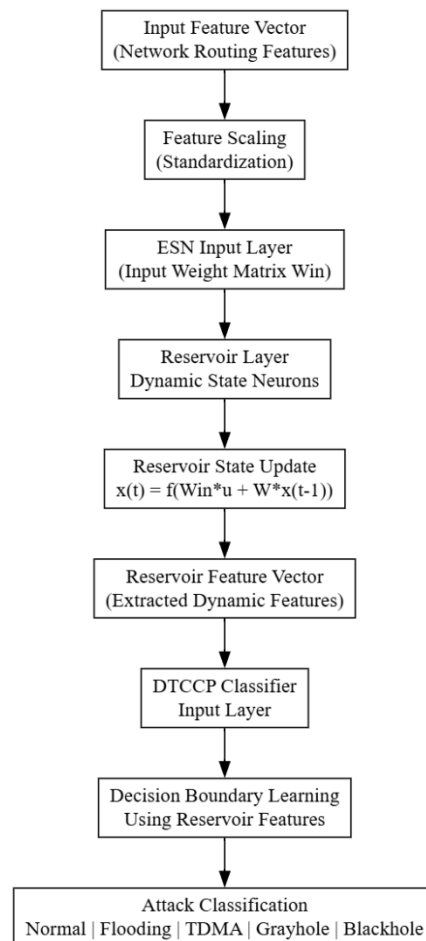 Input Feature Vector
(Network Routing Features)
Feature Scaling
(Standardization)
ESN Input Layer
(Input Weight Matrix Win)
Reservoir Layer
Dynamic State Neurons
Reservoir State Update
x(t) = f(Win*u + W*x(t-1))
Reservoir Feature Vector
(Extracted Dynamic Features)
DTCCP Classifier
Input Layer
Decision Boundary Learning
Using Reservoir Features
Attack Classification
Normal | Flooding | TDMA | Grayhole | Blackhole